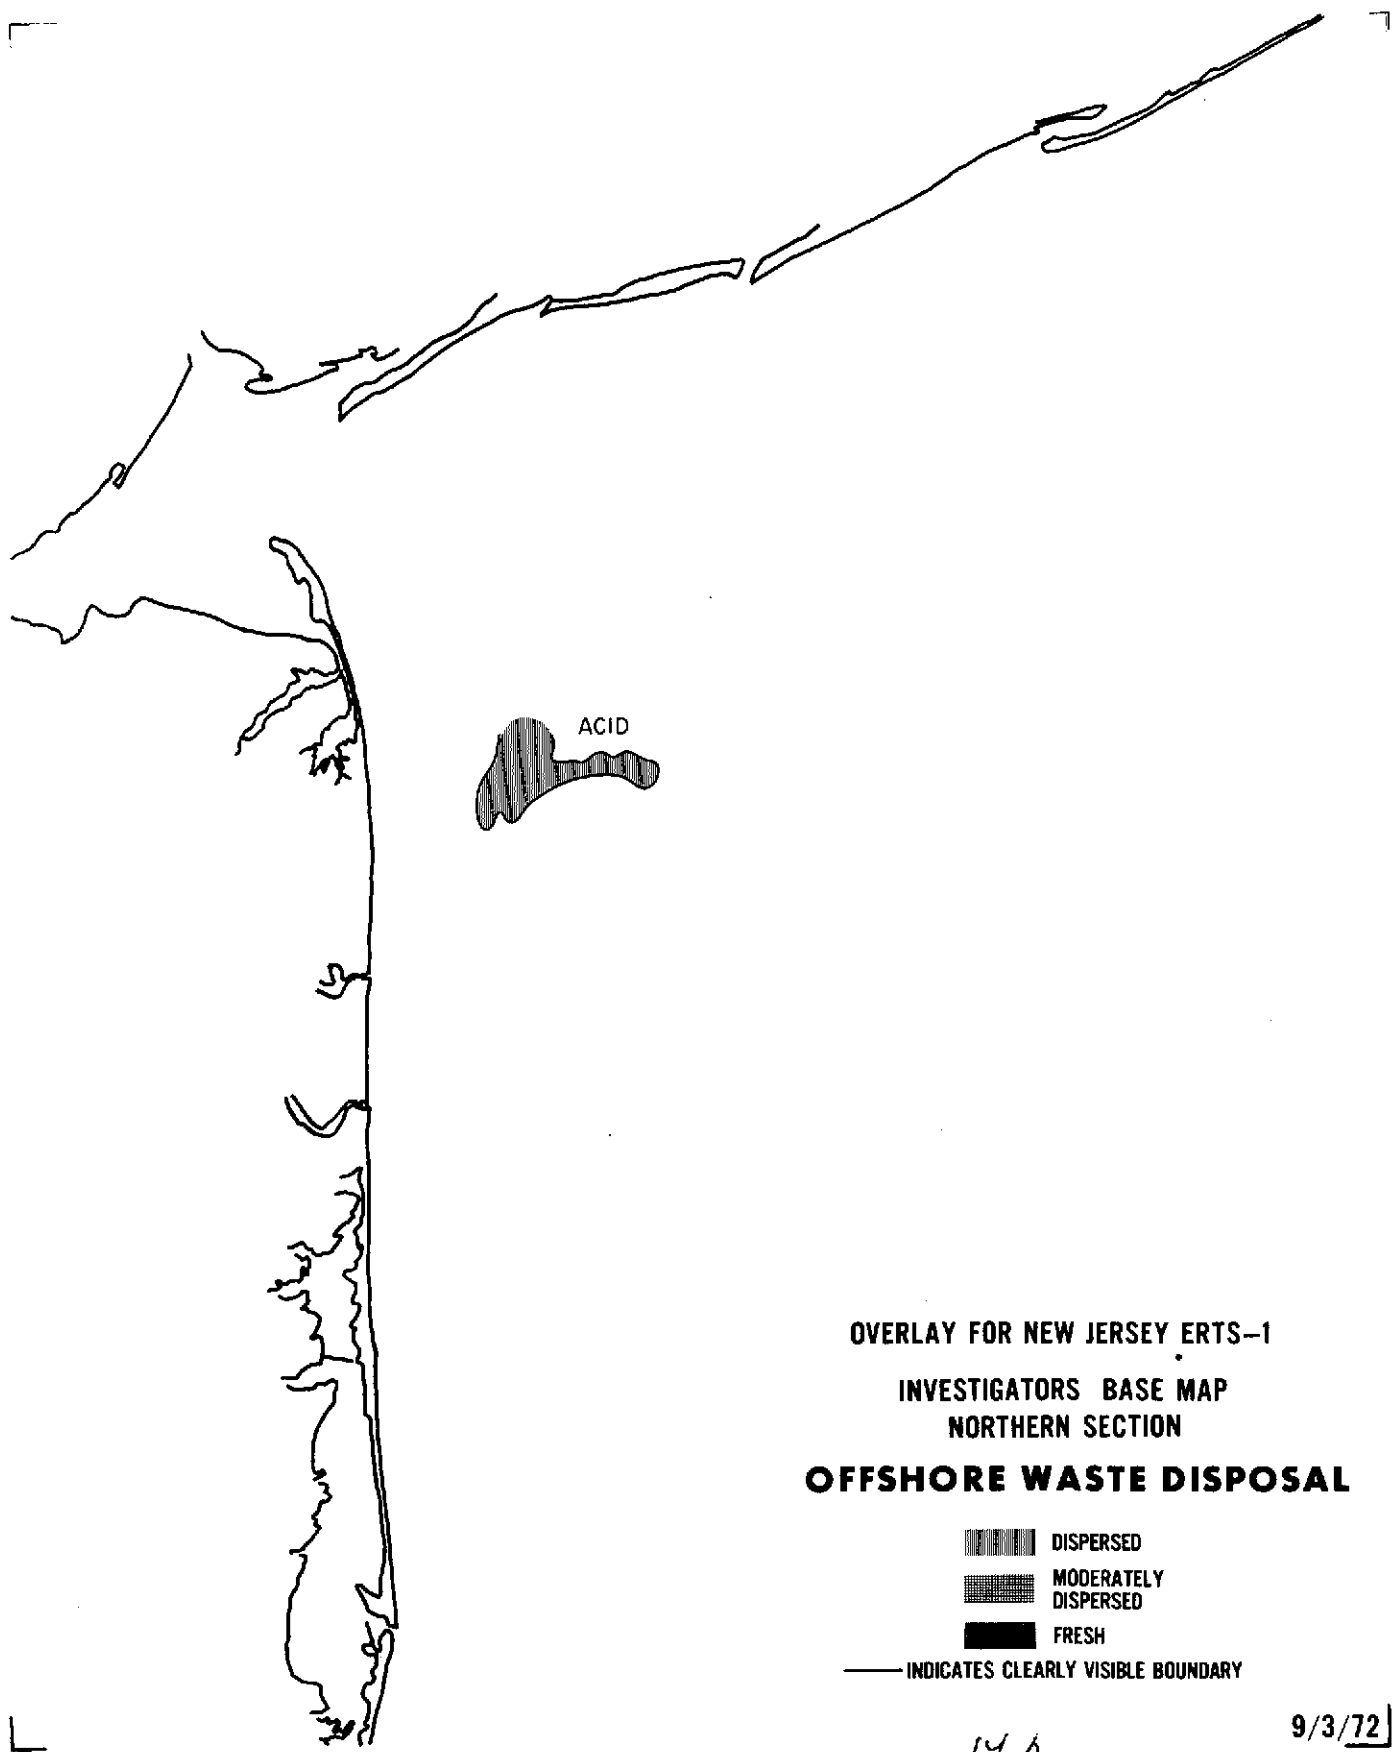 ACID
OVERLAY FOR NEW JERSEY ERTS-1
INVESTIGATORS BASE MAP
NORTHERN SECTION
OFFSHORE WASTE DISPOSAL
DISPERSED
MODERATELY
DISPERSED
FRESH
INDICATES CLEARLY VISIBLE BOUNDARY
9/3/72